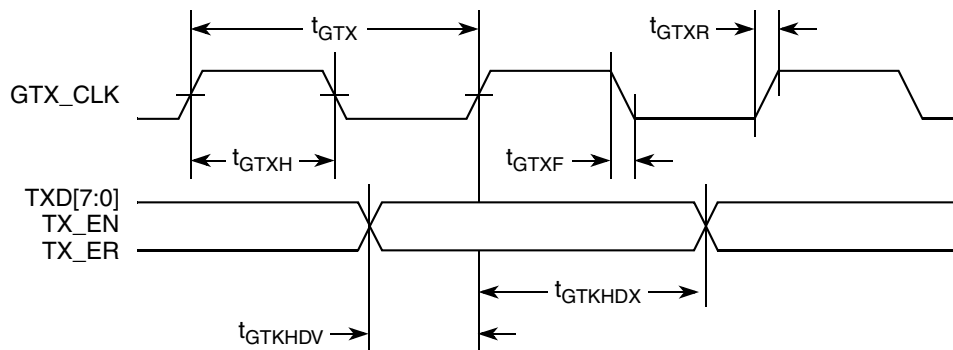 tGTX
tGTXR
GTX_CLK
tGTXH
tGTXF
TXD[7:0]
TX_EN
TX_ER
tGTKHDX
tGTKHDV